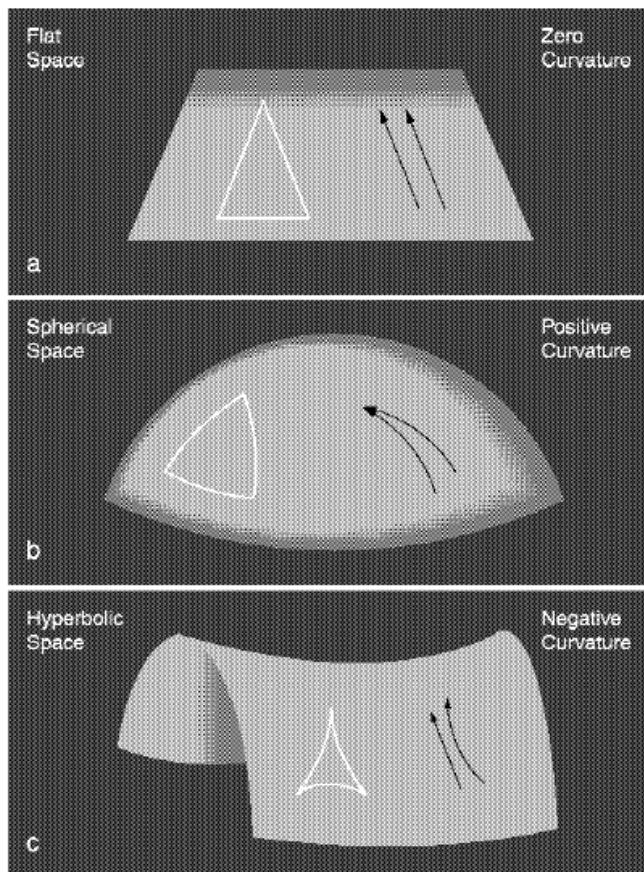 Flat
Space
Zero
Curvature
a
Spherical
Space
Positive
Curvature
b
Hyperbolic
Space
Negative
Curvature
c